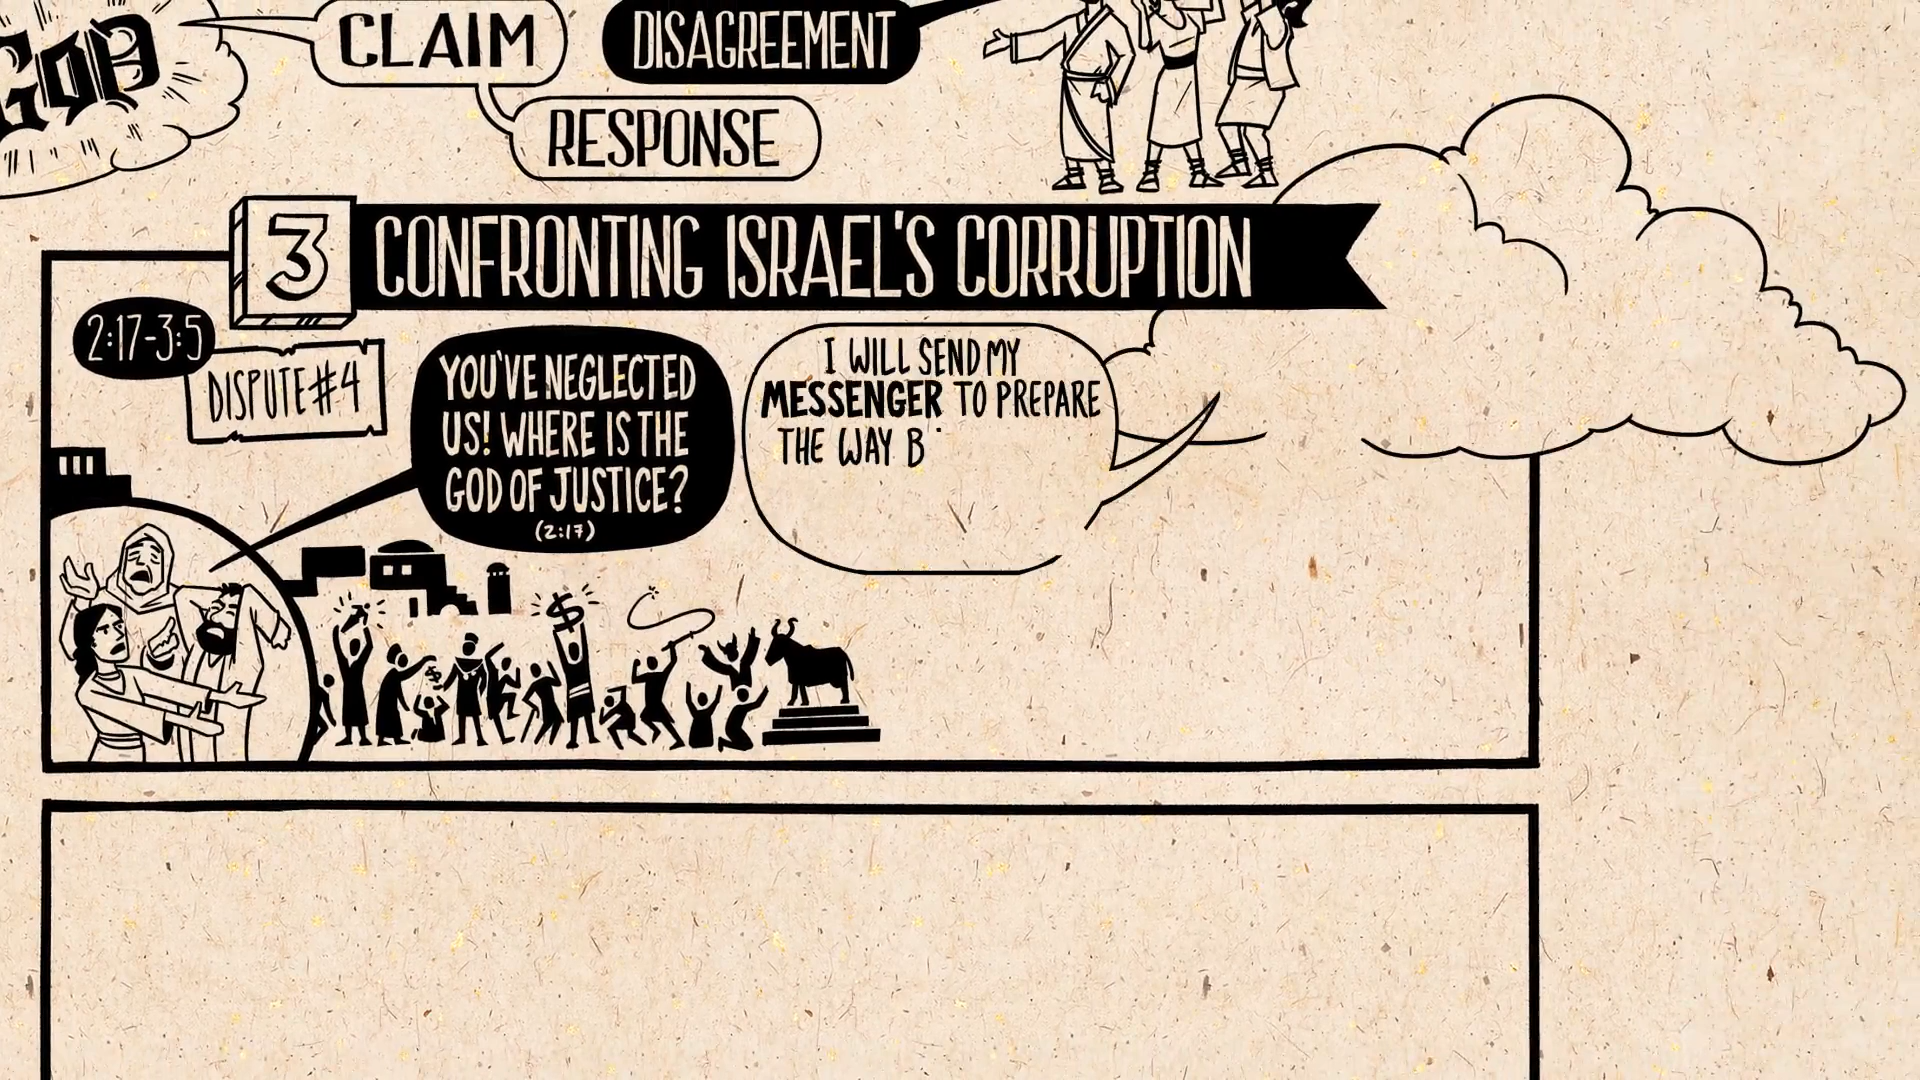 GOD
CLAIM
DISAGREEMENT
RESPONSE
3
CONFRONTING ISRAEL'S CORRUPTION
2:17-3:5
DISPUTE #4
YOU'VE NEGLECTED
US! WHERE IS THE
GOD OF JUSTICE?
(2:17)
I WILL SEND MY
MESSENGER TO PREPARE
THE WAY B
$
$